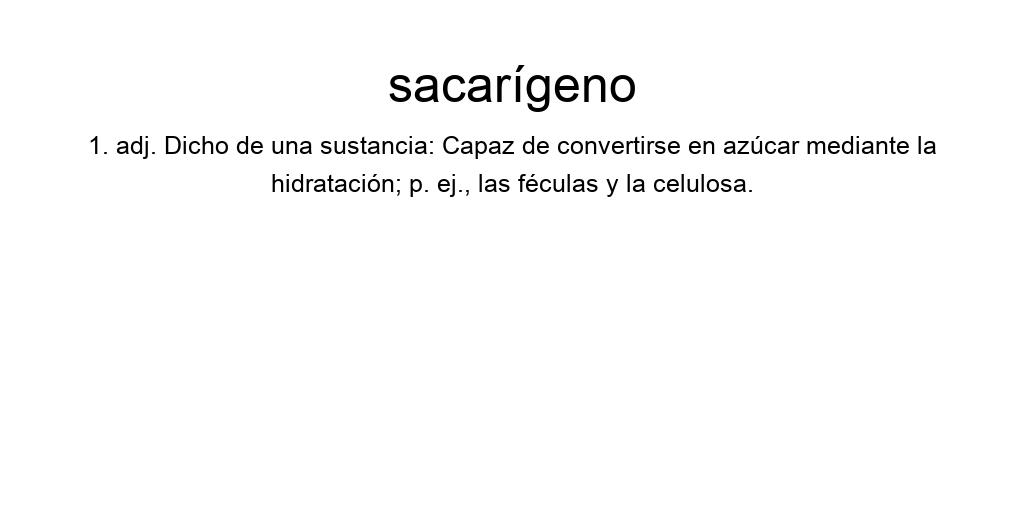 sacarígeno
1. adj. Dicho de una sustancia: Capaz de convertirse en azúcar mediante la
hidratación; p. ej., las féculas y la celulosa.